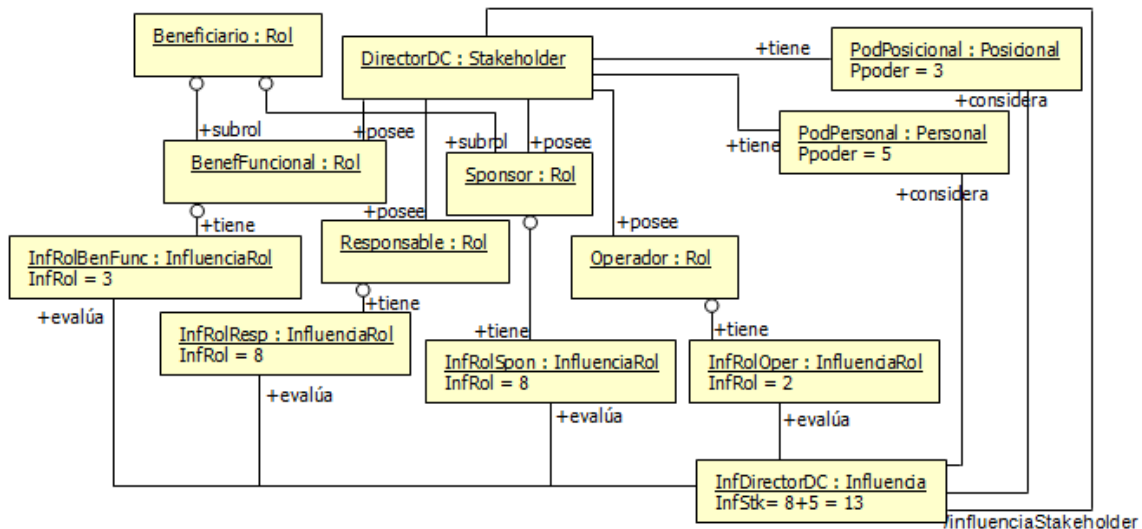 Beneficiario : Rol
DirectorDC : Stakeholder
+tiene
PodPosicional : Posicional
Ppoder = 3
+considera
+subrol
+posee
+subrol
+posee
+tiene
PodPersonal : Personal
Ppoder = 5
+considera
BenefFuncional : Rol
Sponsor : Rol
+tiene
+posee
+posee
InfRolBenFunc : InfluenciaRol
InfRol = 3
Responsable : Rol
Operador : Rol
+evalúa
+tiene
InfRolResp : InfluenciaRol
InfRol = 8
+tiene
+tiene
InfRolSpon : InfluenciaRol
InfRol = 8
InfRolOper : InfluenciaRol
InfRol = 2
+evalúa
+evalúa
+evalúa
InfDirectorDC : Influencia
InfStk= 8+5 = 13
/influenciaStakeholder